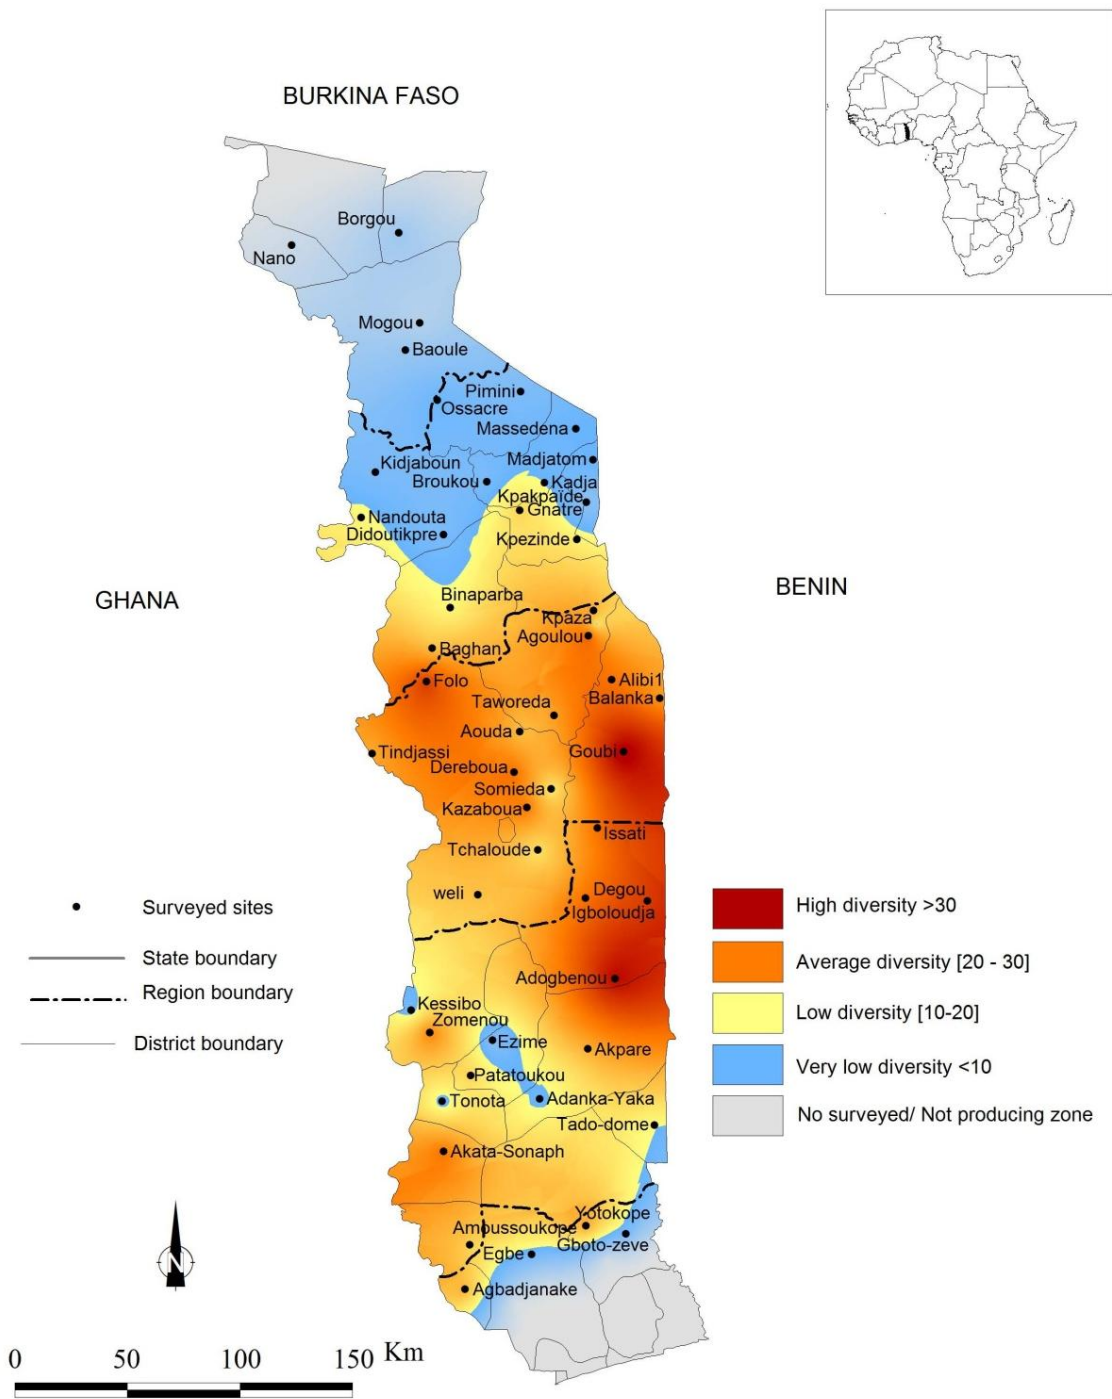 BURKINA FASO
Borgou
Nano
Mogou
Baoule
Pimini
Ossacre
Massedena
Madjatom
Kidjaboun
Broukou
Kadja
Kpakpaïde
Gnatre
Nandouta
Didoutikpre
Kpezinde
GHANA
BENIN
Binaparba
Kpaza
Agoulou
Baghan
Folo
Alibi1
Balanka
Taworeda
Aouda
Goubi
Tindjassi
Dereboua
Somieda
Kazaboua
Issati
Tchaloude
weli
Degou
Igboloudja
Adogbenou
Kessibo
Zomenou
Ezime
Akpare
Patatoukou
Tonota
Adanka-Yaka
Tado-dome
Akata-Sonaph
Yotokope
Amoussoukope
Gboto-zeve
Egbe
Agbadjanake
Surveyed sites
State boundary
Region boundary
District boundary
High diversity >30
Average diversity [20 - 30]
Low diversity [10-20]
Very low diversity <10
No surveyed/ Not producing zone
N
0 50 100 150 Km